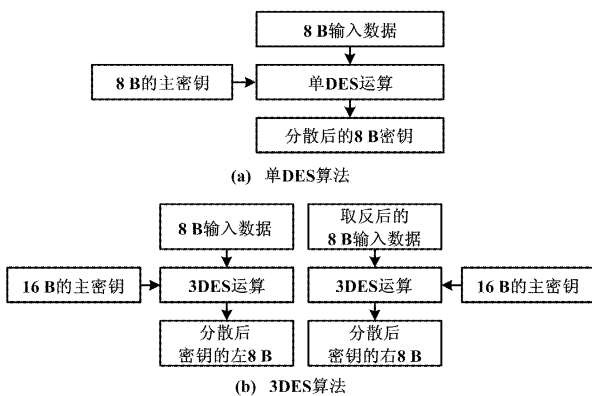 8 B输入数据
8 B的主密钥
单DES运算
分散后的8 B密钥
(a) 单DES算法
8 B输入数据
取反后的
8 B输入数据
16 B的主密钥
3DES运算
3DES运算
16 B的主密钥
分散后
密钥的左8 B
分散后
密钥的右8 B
(b) 3DES算法